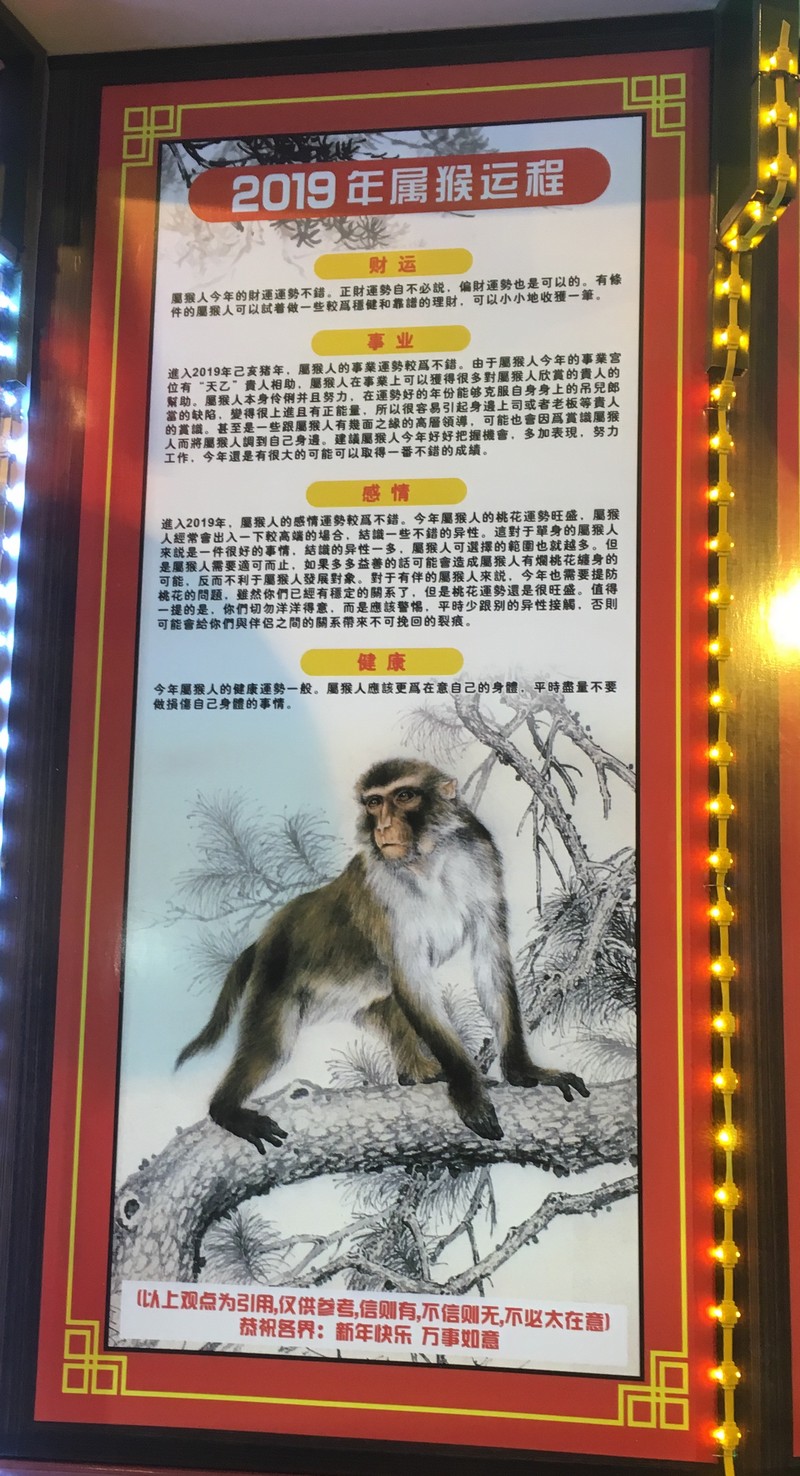 2019年属猴运程
财运
屬猴人今年的財運運勢不錯。正財運勢自不必説，偏財運勢也是可以的。有條
件的屬猴人可以試着做一些較爲穩健和靠譜的理財，可以小小地收獲一筆。
事业
進入2019年己亥豬年，屬猴人的事業運勢較爲不錯。由于屬猴人今年的事業宮
位有“天乙”貴人相助，屬猴人在事業上可以獲得很多對屬猴人欣賞的貴人的
幫助。屬猴人本身伶俐并且努力，在運勢好的年份能够克服自身身上的吊兒郎
當的缺陷，變得很上進且有正能量，所以很容易引起身邊上司或者老板等貴人
的賞識。甚至是一些跟屬猴人有幾面之緣的高層領導，可能也會因爲賞識屬猴
人而將屬猴人調到自己身邊。建議屬猴人今年好好把握機會，多加表現，努力
工作，今年還是有很大的可能可以取得一番不錯的成績。
感情
進入2019年，屬猴人的感情運勢較爲不錯。今年屬猴人的桃花運勢旺盛，屬猴
人經常會出入一下較高端的場合，結識一些不錯的异性。這對于單身的屬猴人
來説是一件很好的事情，結識的异性一多，屬猴人可選擇的範圍也就越多。但
是屬猴人需要適可而止，如果多多益善的話可能會造成屬猴人有爛桃花纏身的
可能，反而不利于屬猴人發展對象。對于有伴的屬猴人來説，今年也需要提防
桃花的問題，雖然你們已經有穩定的關系了，但是桃花運勢還是很旺盛。值得
一提的是，你們切勿洋洋得意，而是應該警惕，平時少跟别的异性接觸，否則
可能會給你們與伴侣之間的關系帶來不可挽回的裂痕。
健康
今年屬猴人的健康運勢一般。屬猴人應該更爲在意自己的身體，平時盡量不要
做損傷自己身體的事情。
(以上观点为引用,仅供参考,信则有,不信则无,不必太在意)
恭祝各界：新年快乐 万事如意